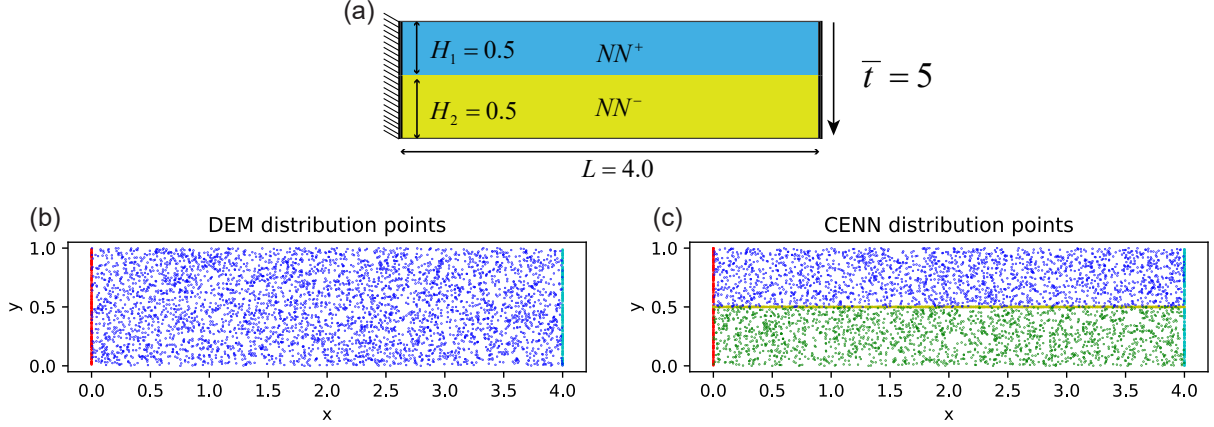 (a)
H₁ = 0.5
NN⁺
H₂ = 0.5
NN⁻
t̅ = 5
L = 4.0
(b)
DEM distribution points
1.0
0.5
0.0
y
0.0 0.5 1.0 1.5 2.0 2.5 3.0 3.5 4.0
x
(c)
CENN distribution points
1.0
0.5
0.0
y
0.0 0.5 1.0 1.5 2.0 2.5 3.0 3.5 4.0
x